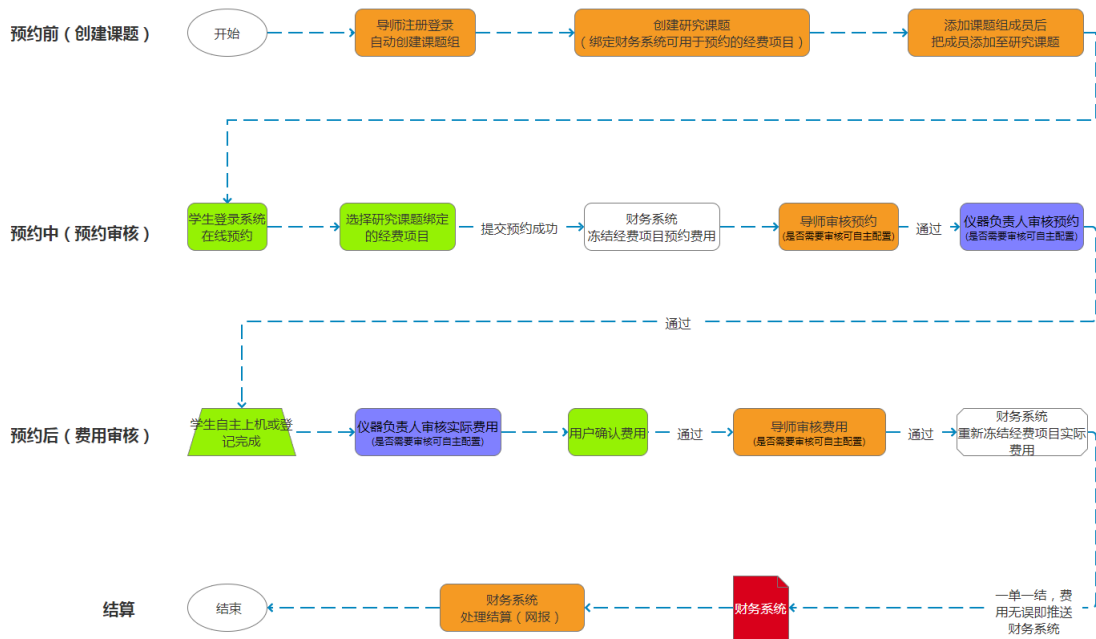 预约前（创建课题）
开始
导师注册登录
自动创建课题组
创建研究课题
（绑定财务系统可用于预约的经费项目）
添加课题组成员后
把成员添加至研究课题
预约中（预约审核）
学生登录系统
在线预约
选择研究课题绑定
的经费项目
提交预约成功
财务系统
冻结经费项目预约费用
导师审核预约
(是否需要审核可自主配置)
通过
仪器负责人审核预约
(是否需要审核可自主配置)
通过
预约后（费用审核）
学生自主上机或登
记完成
仪器负责人审核实际费用
(是否需要审核可自主配置)
用户确认费用
通过
导师审核费用
(是否需要审核可自主配置)
通过
财务系统
重新冻结经费项目实际
费用
结算
结束
财务系统
处理结算（网报）
财务系统
一单一结，费
用无误即推送
财务系统